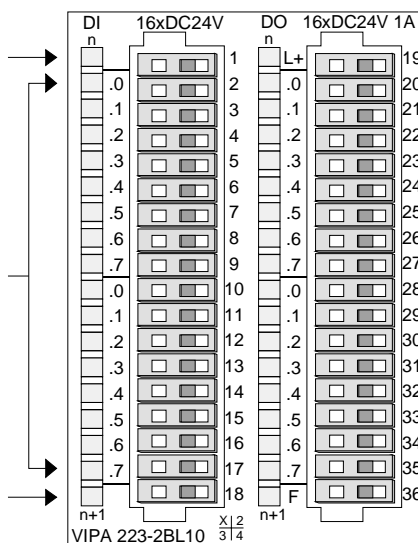 DI 16xDC24V DO 16xDC24V 1A
n n
1 L+ 19
.0 2 .0 20
.1 3 .1 21
.2 4 .2 22
.3 5 .3 23
.4 6 .4 24
.5 7 .5 25
.6 8 .6 26
.7 9 .7 27
.0 10 .0 28
.1 11 .1 29
.2 12 .2 30
.3 13 .3 31
.4 14 .4 32
.5 15 .5 33
.6 16 .6 34
.7 17 .7 35
18 F 36
n+1 n+1
VIPA 223-2BL10 X 2
3 4